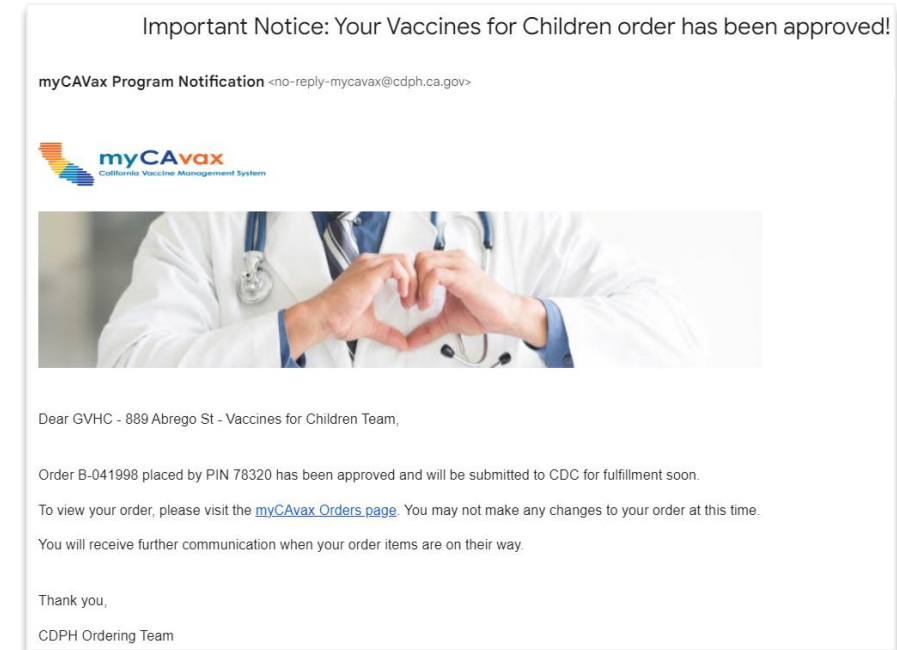 Important Notice: Your Vaccines for Children order has been approved!
myCAVax Program Notification <no-reply-mycavax@cdph.ca.gov>
myCAvax
California Vaccine Management System
Dear GVHC - 889 Abrego St - Vaccines for Children Team,
Order B-041998 placed by PIN 78320 has been approved and will be submitted to CDC for fulfillment soon.
To view your order, please visit the myCAvax Orders page. You may not make any changes to your order at this time.
You will receive further communication when your order items are on their way.
Thank you,
CDPH Ordering Team